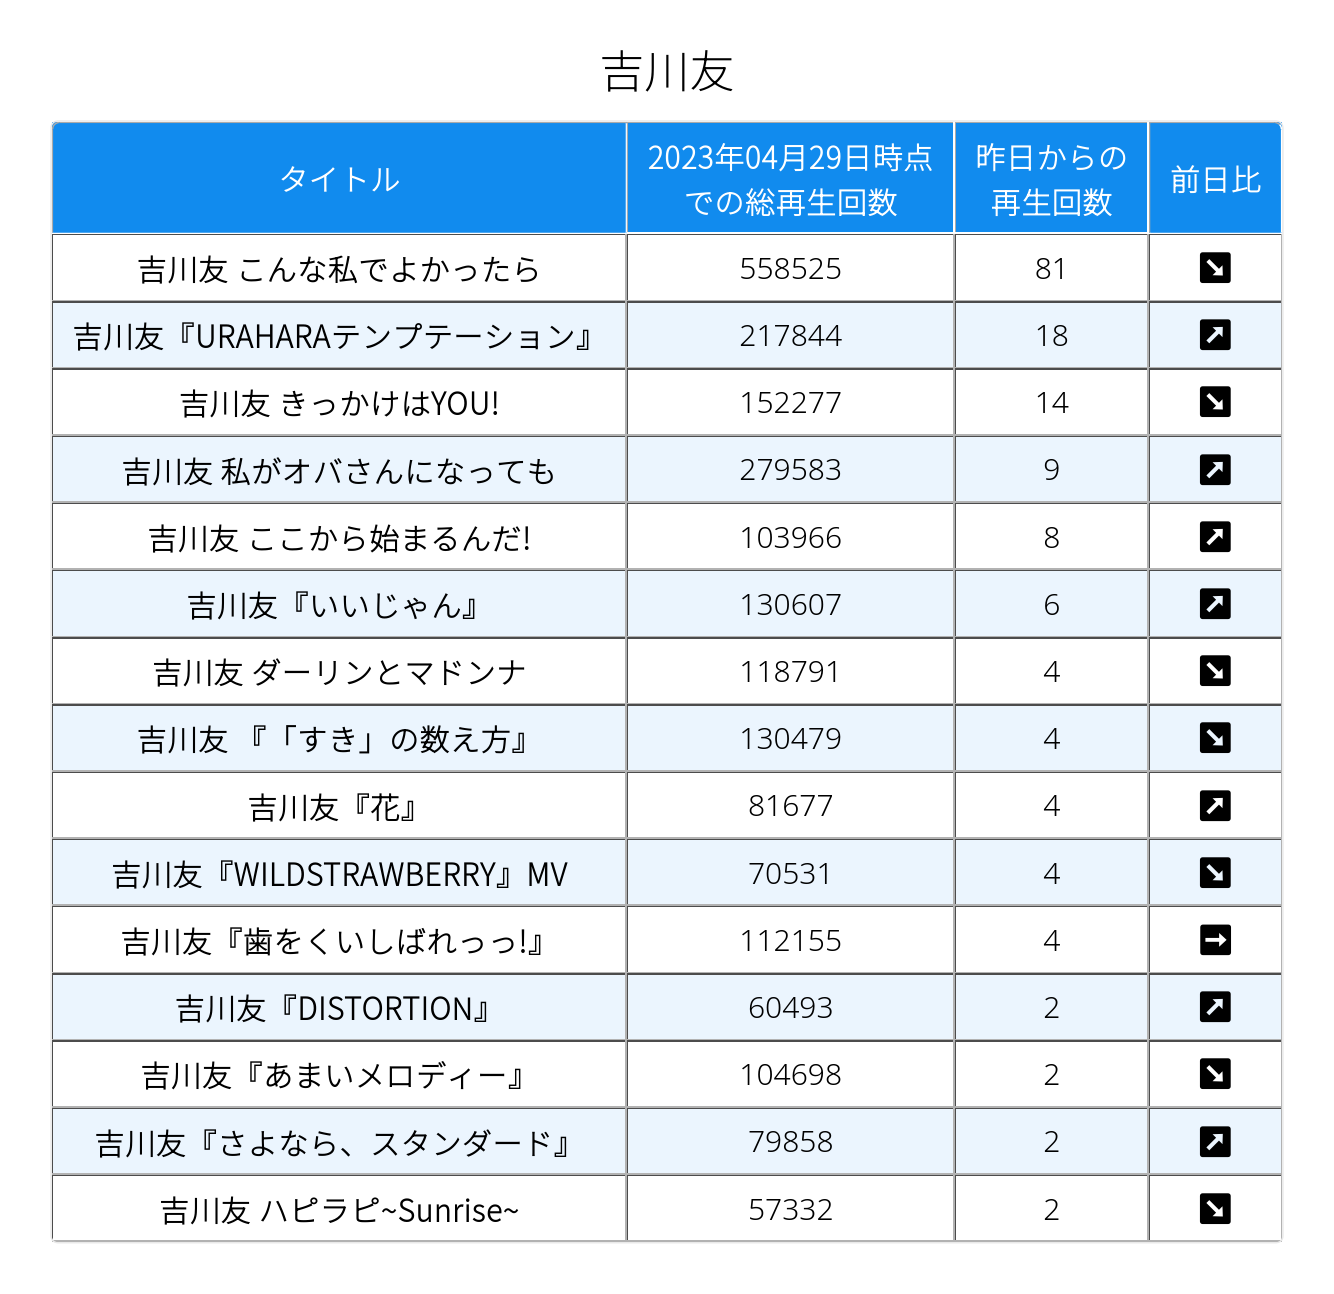 吉川友
タイトル 2023年04月29日時点での総再生回数 昨日からの再生回数 前日比
吉川友 こんな私でよかったら 558525 81 ↘
吉川友『URAHARAテンプテーション』 217844 18 ↗
吉川友 きっかけはYOU! 152277 14 ↘
吉川友 私がオバさんになっても 279583 9 ↗
吉川友 ここから始まるんだ! 103966 8 ↗
吉川友『いいじゃん』 130607 6 ↗
吉川友 ダーリンとマドンナ 118791 4 ↘
吉川友 『「すき」の数え方』 130479 4 ↘
吉川友『花』 81677 4 ↗
吉川友『WILDSTRAWBERRY』MV 70531 4 ↘
吉川友『歯をくいしばれっっ!』 112155 4 →
吉川友『DISTORTION』 60493 2 ↗
吉川友『あまいメロディー』 104698 2 ↘
吉川友『さよなら、スタンダード』 79858 2 ↗
吉川友 ハピラピ~Sunrise~ 57332 2 ↘